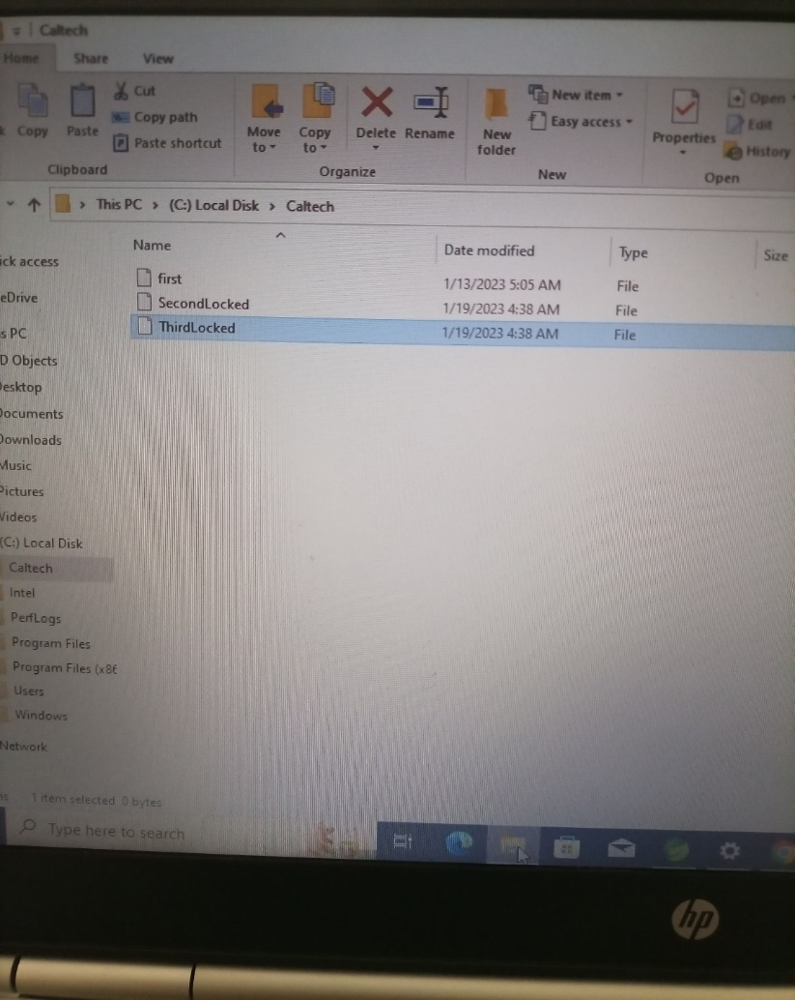 Caltech
Home Share View
Copy Paste Cut
Copy path
Paste shortcut
Move to Copy to Delete Rename New folder
New item
Easy access
Properties Open
Edit
History
Clipboard Organize New Open
This PC > (C:) Local Disk > Caltech
Name Date modified Type Size
first 1/13/2023 5:05 AM File
SecondLocked 1/19/2023 4:38 AM File
ThirdLocked 1/19/2023 4:38 AM File
ick access
eDrive
s PC
D Objects
Desktop
Documents
Downloads
Music
Pictures
Videos
(C:) Local Disk
Caltech
Intel
PerfLogs
Program Files
Program Files (x86
Users
Windows
Network
1 item selected 0 bytes
Type here to search
hp